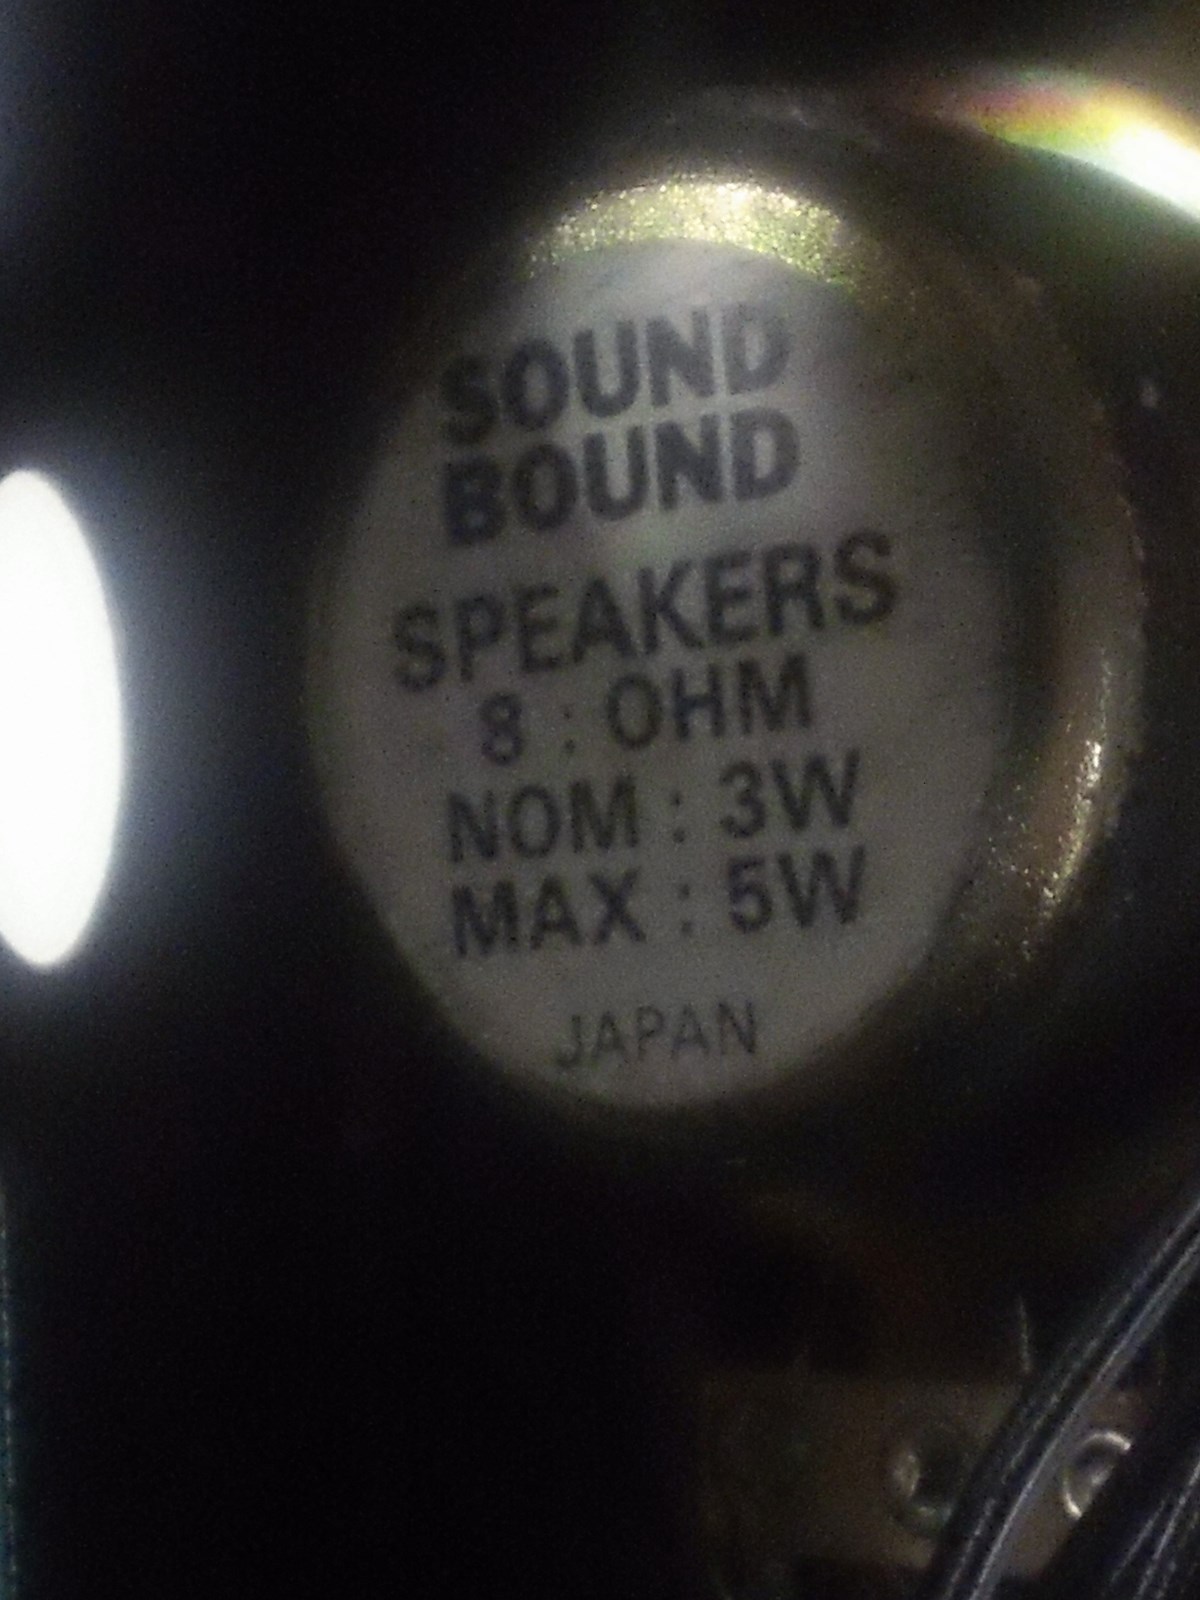 SOUND
BOUND
SPEAKERS
8 : OHM
NOM : 3W
MAX : 5W
JAPAN